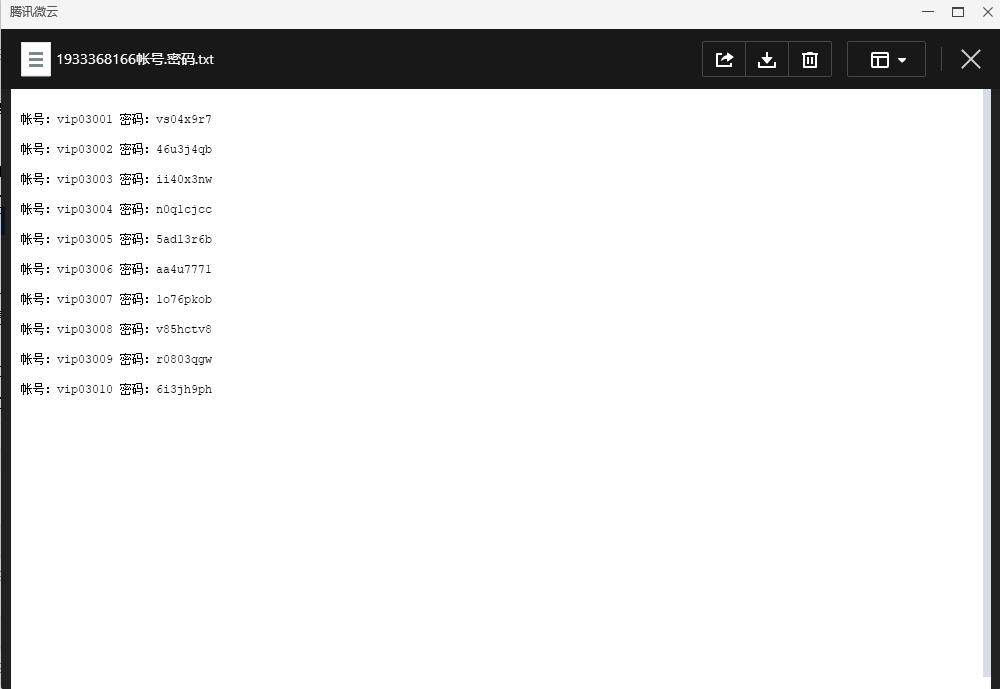 腾讯微云
1933368166帐号.密码.txt
帐号：vip03001 密码：vs04x9r7
帐号：vip03002 密码：46u3j4qb
帐号：vip03003 密码：ii40x3nw
帐号：vip03004 密码：n0q1cjcc
帐号：vip03005 密码：5ad13r6b
帐号：vip03006 密码：aa4u7771
帐号：vip03007 密码：1o76pkob
帐号：vip03008 密码：v85hctv8
帐号：vip03009 密码：r0803qgw
帐号：vip03010 密码：6i3jh9ph